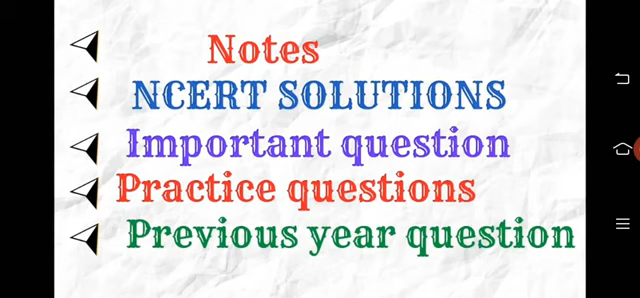 Notes
NCERT SOLUTIONS
Important question
Practice questions
Previous year question